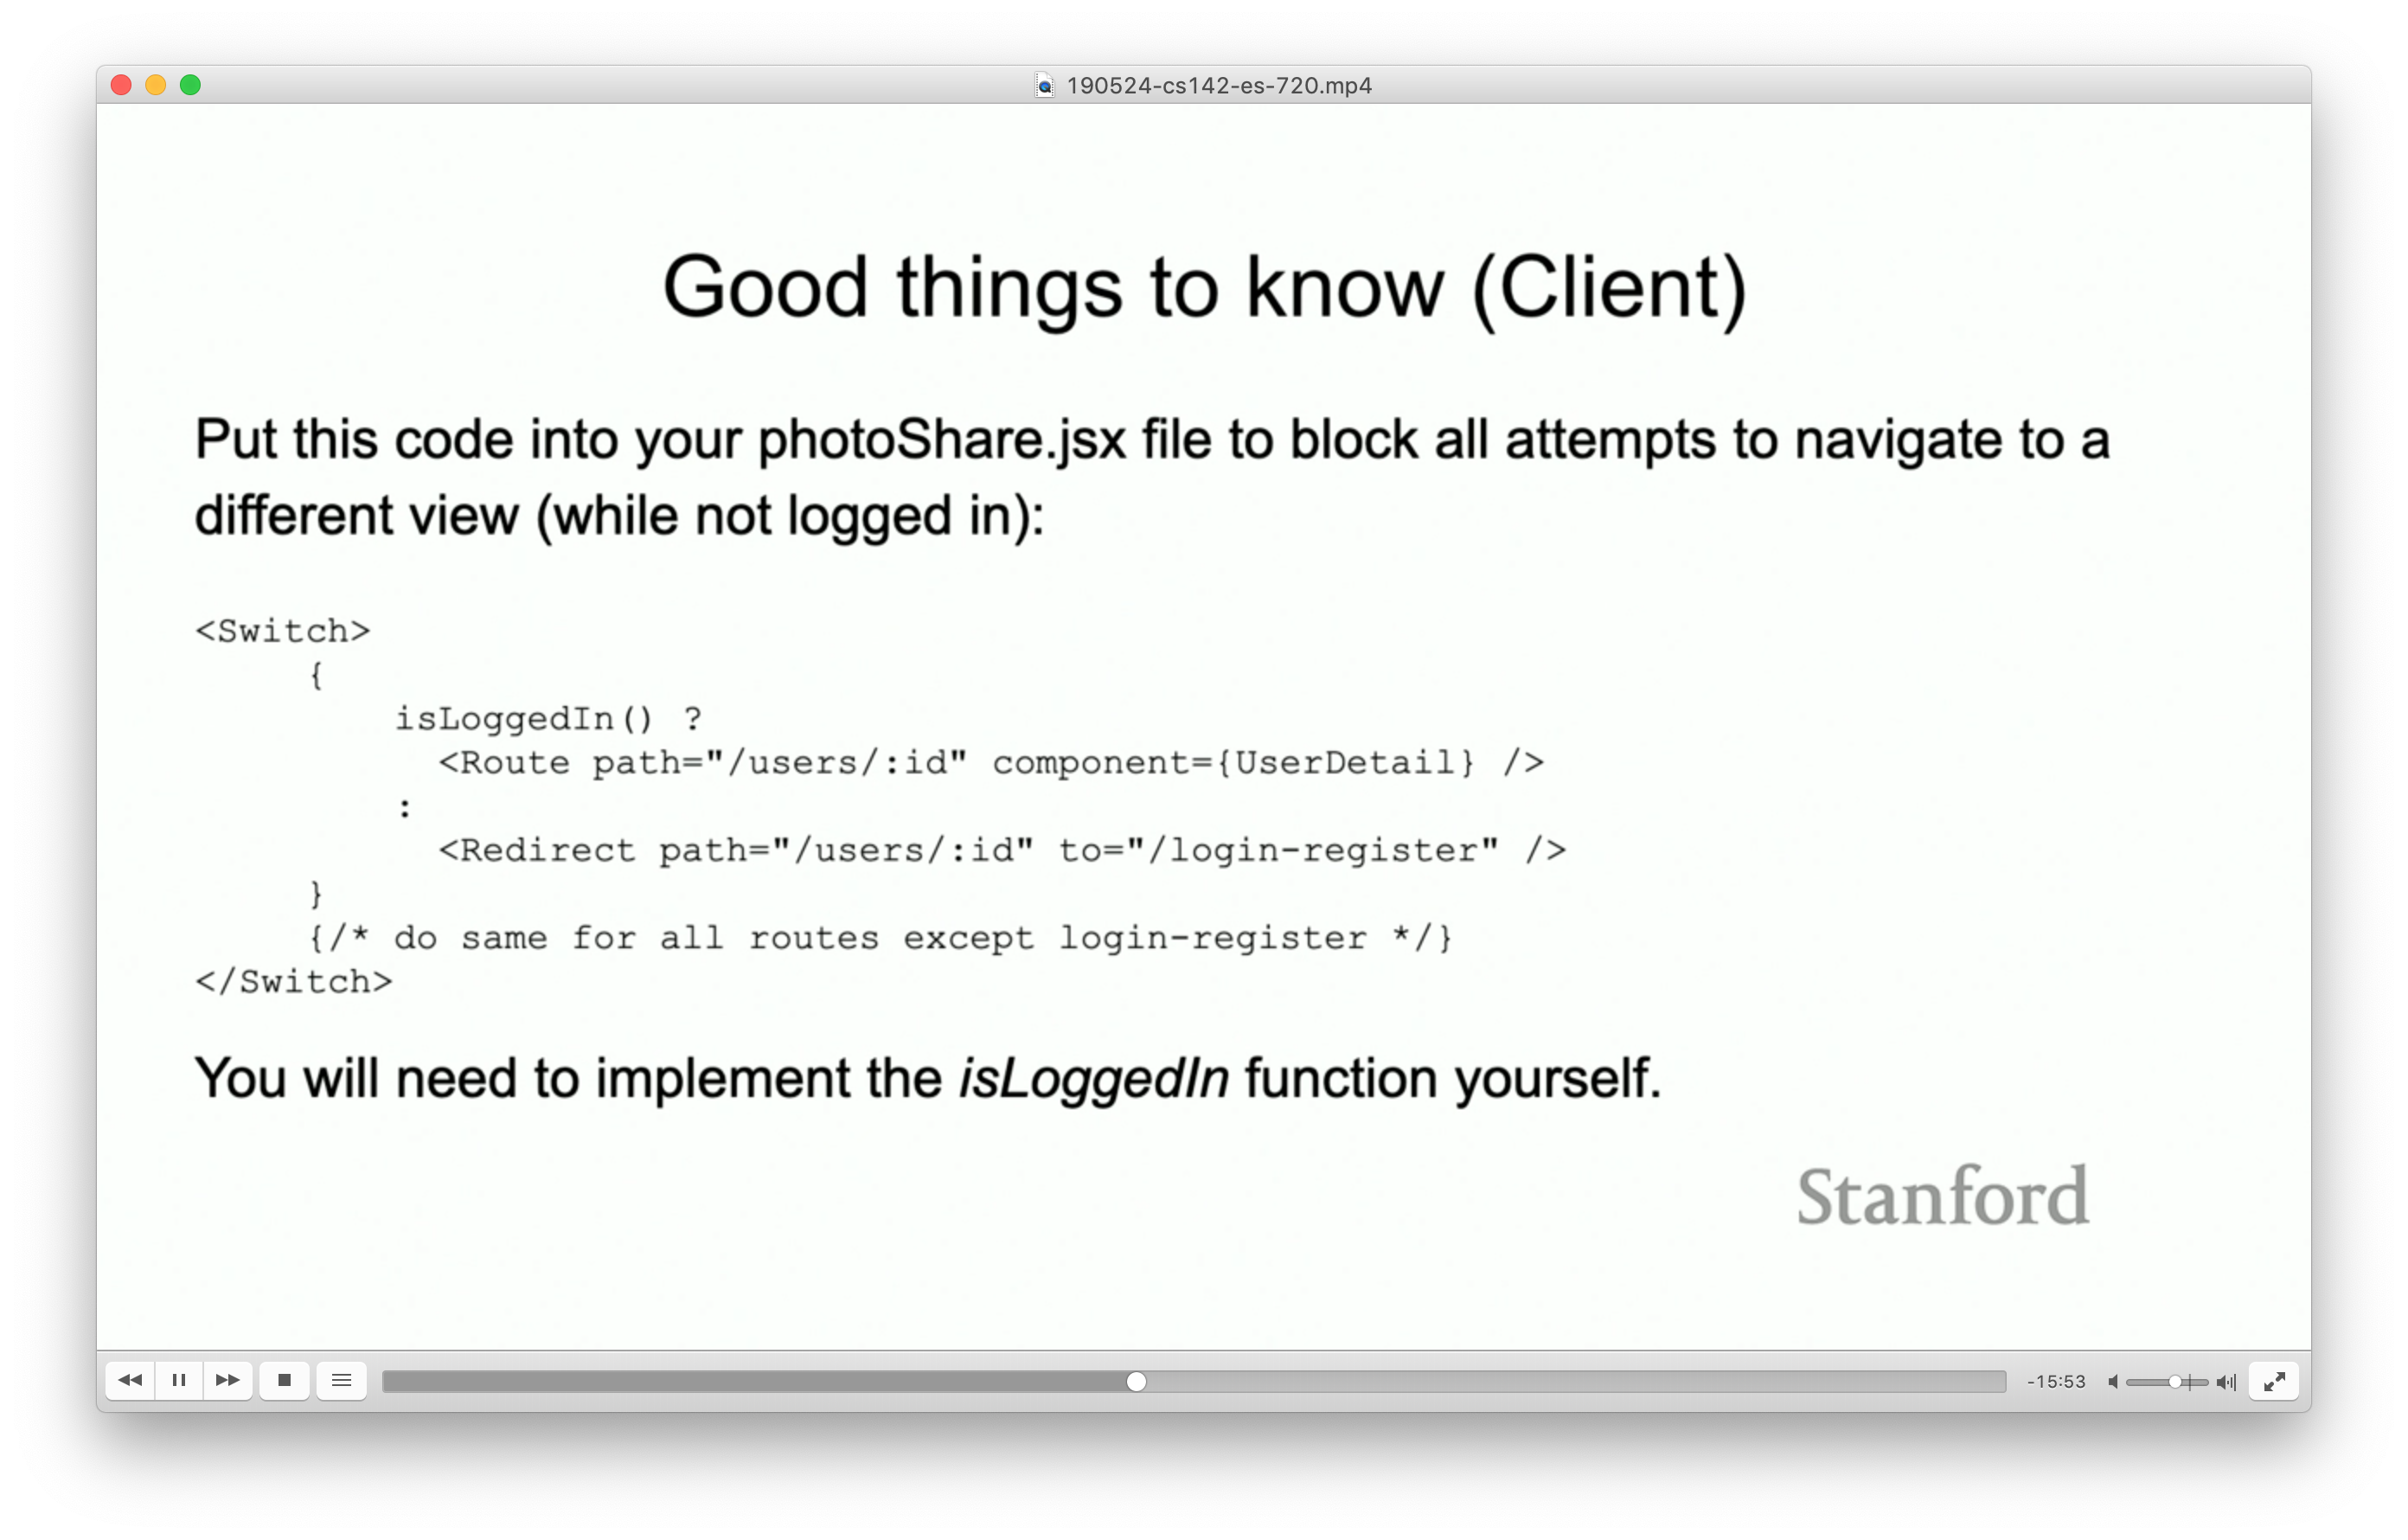 190524-cs142-es-720.mp4
Good things to know (Client)
Put this code into your photoShare.jsx file to block all attempts to navigate to a
different view (while not logged in):
<Switch>
{
isLoggedIn() ?
<Route path="/users/:id" component={UserDetail} />
:
<Redirect path="/users/:id" to="/login-register" />
}
{/* do same for all routes except login-register */}
</Switch>
You will need to implement the isLoggedIn function yourself.
Stanford
-15:53